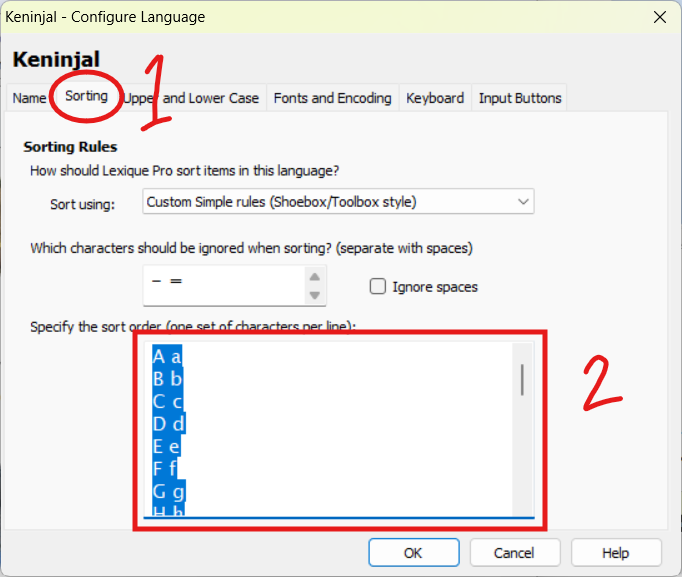 Keninjal - Configure Language
Keninjal
1
Name Sorting Upper and Lower Case Fonts and Encoding Keyboard Input Buttons
Sorting Rules
How should Lexique Pro sort items in this language?
Sort using: Custom Simple rules (Shoebox/Toolbox style)
Which characters should be ignored when sorting? (separate with spaces)
– = Ignore spaces
Specify the sort order (one set of characters per line):
A a
B b
C c
2
D d
E e
F f
G g
H h
OK Cancel Help